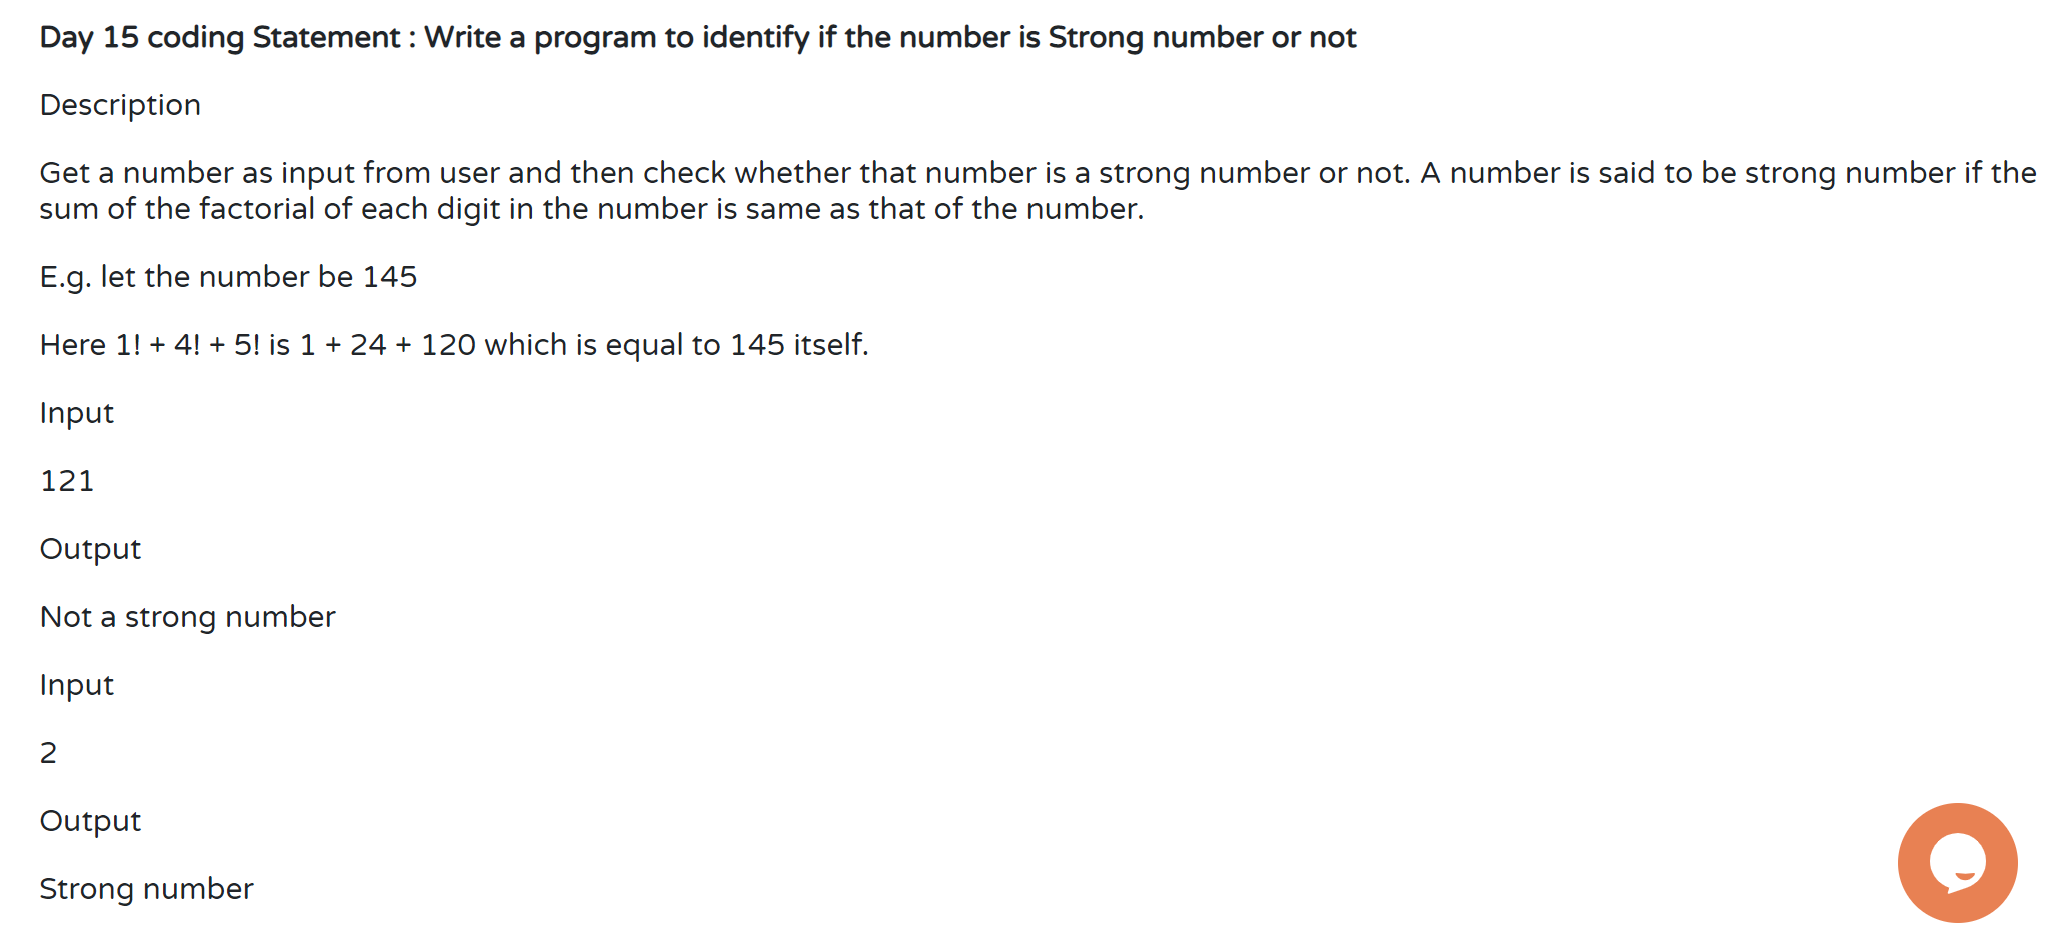 Day 15 coding Statement : Write a program to identify if the number is Strong number or not
Description
Get a number as input from user and then check whether that number is a strong number or not. A number is said to be strong number if the
sum of the factorial of each digit in the number is same as that of the number.
E.g. let the number be 145
Here 1! + 4! + 5! is 1 + 24 + 120 which is equal to 145 itself.
Input
121
Output
Not a strong number
Input
2
Output
Strong number